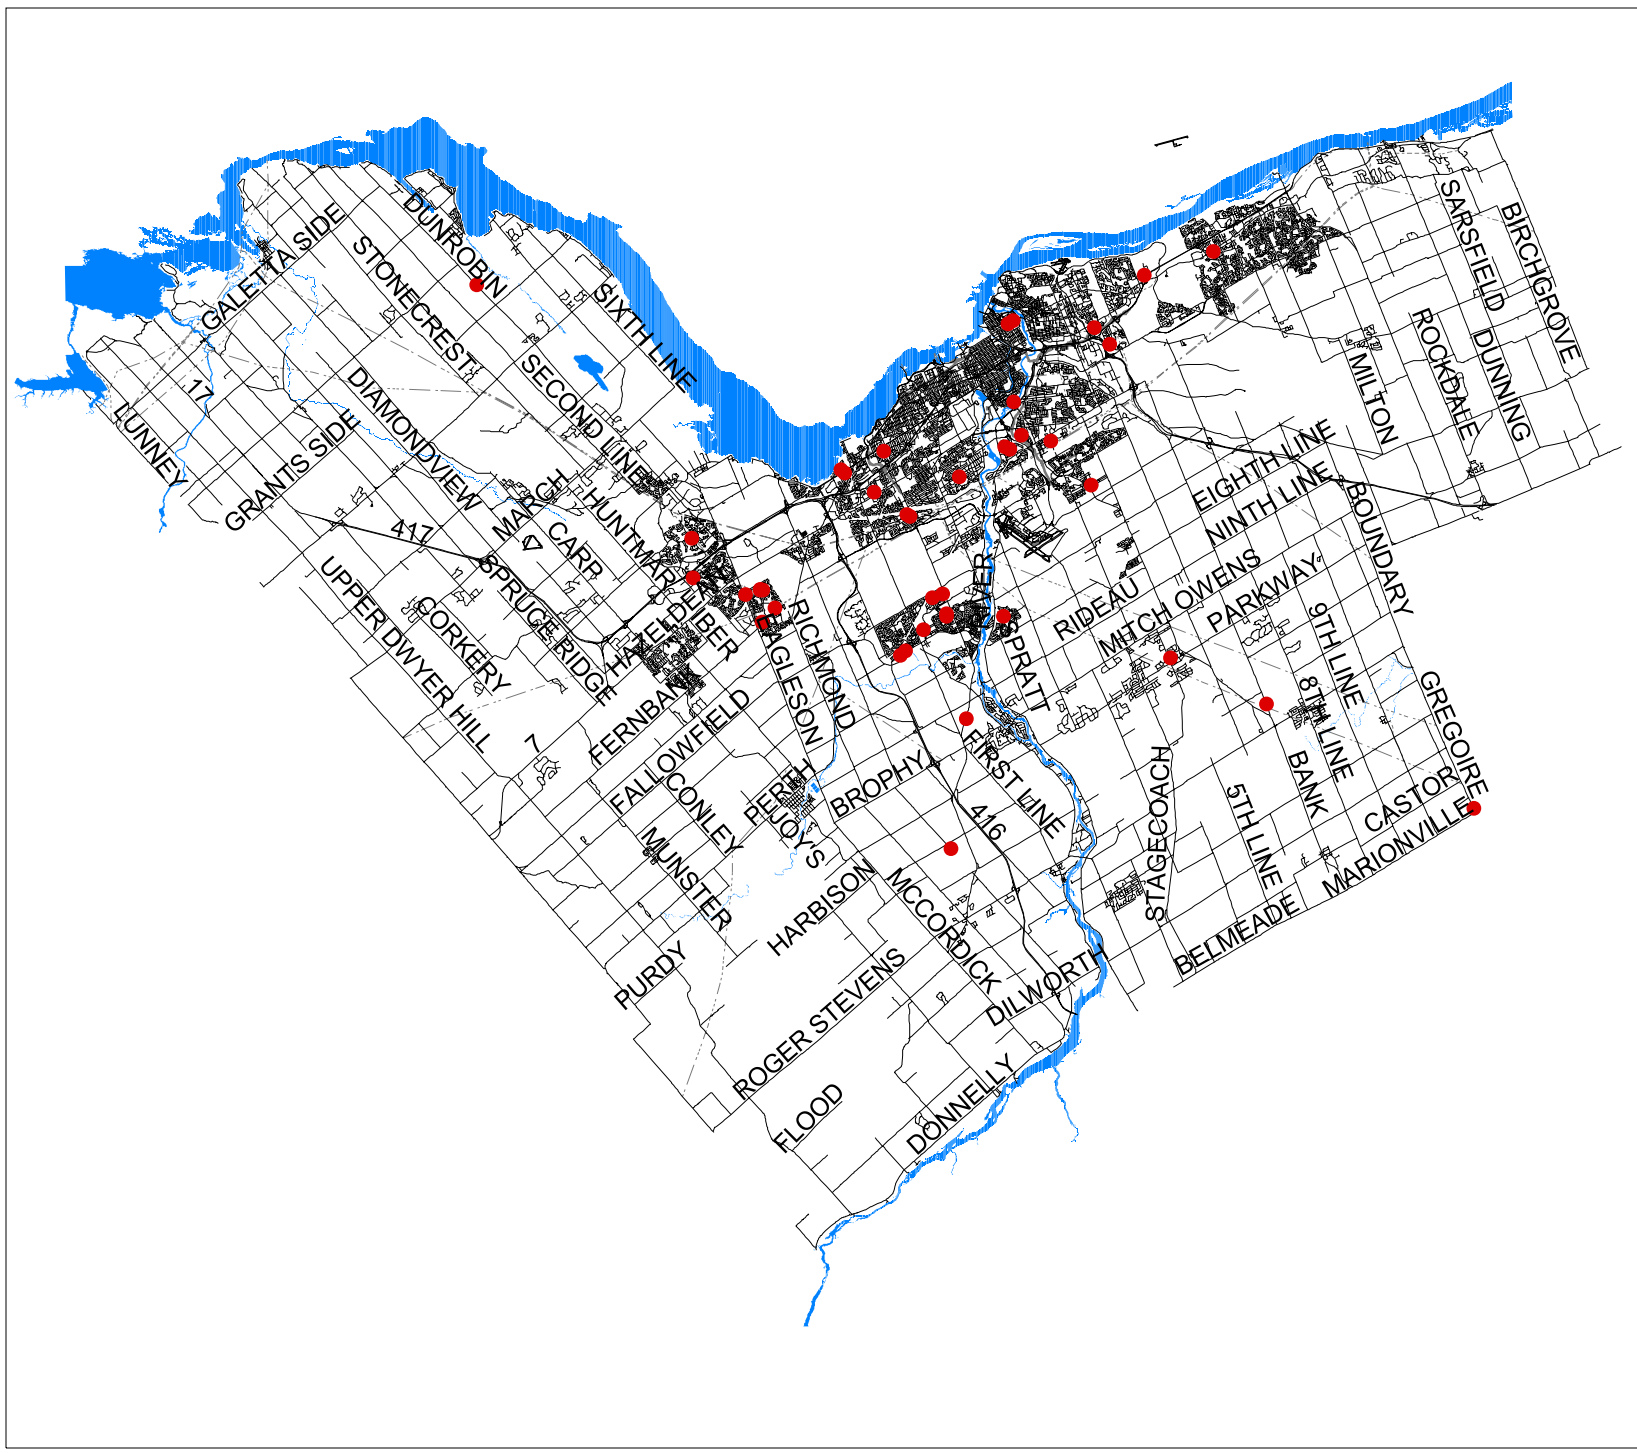 DUNROBIN
GALETTA SIDE
STONECREST
SIXTH LINE
SARSFIELD
BIRCHGROVE
17
LUNNEY
DIAMONDVIEW
SECOND LINE
GRANTS SIDE
MILTON
ROCKDALE
DUNNING
MARCH
HUNTMAR
417
CARR
EIGHTH LINE
NINTH LINE
BOUNDARY
UPPER DWYER HILL
CORKERY
SPRUCE RIDGE
HAZELDEAN
HUBER
RICHMOND
EAGLESON
RIVER
SPRATT
RIDEAU
MITCH OWENS
PARKWAY
9TH LINE
8TH LINE
GREGOIRE
FERNBANK
FALLOWFIELD
7
CONLEY
PERTH
JOY'S
BROPHY
FIRST LINE
416
STAGECOACH
5TH LINE
BANK
CASTOR
MARIONVILLE
MUNSTER
HARBISON
MCCORDICK
PURDY
ROGER STEVENS
DILWORTH
BELMEADE
FLOOD
DONNELLY